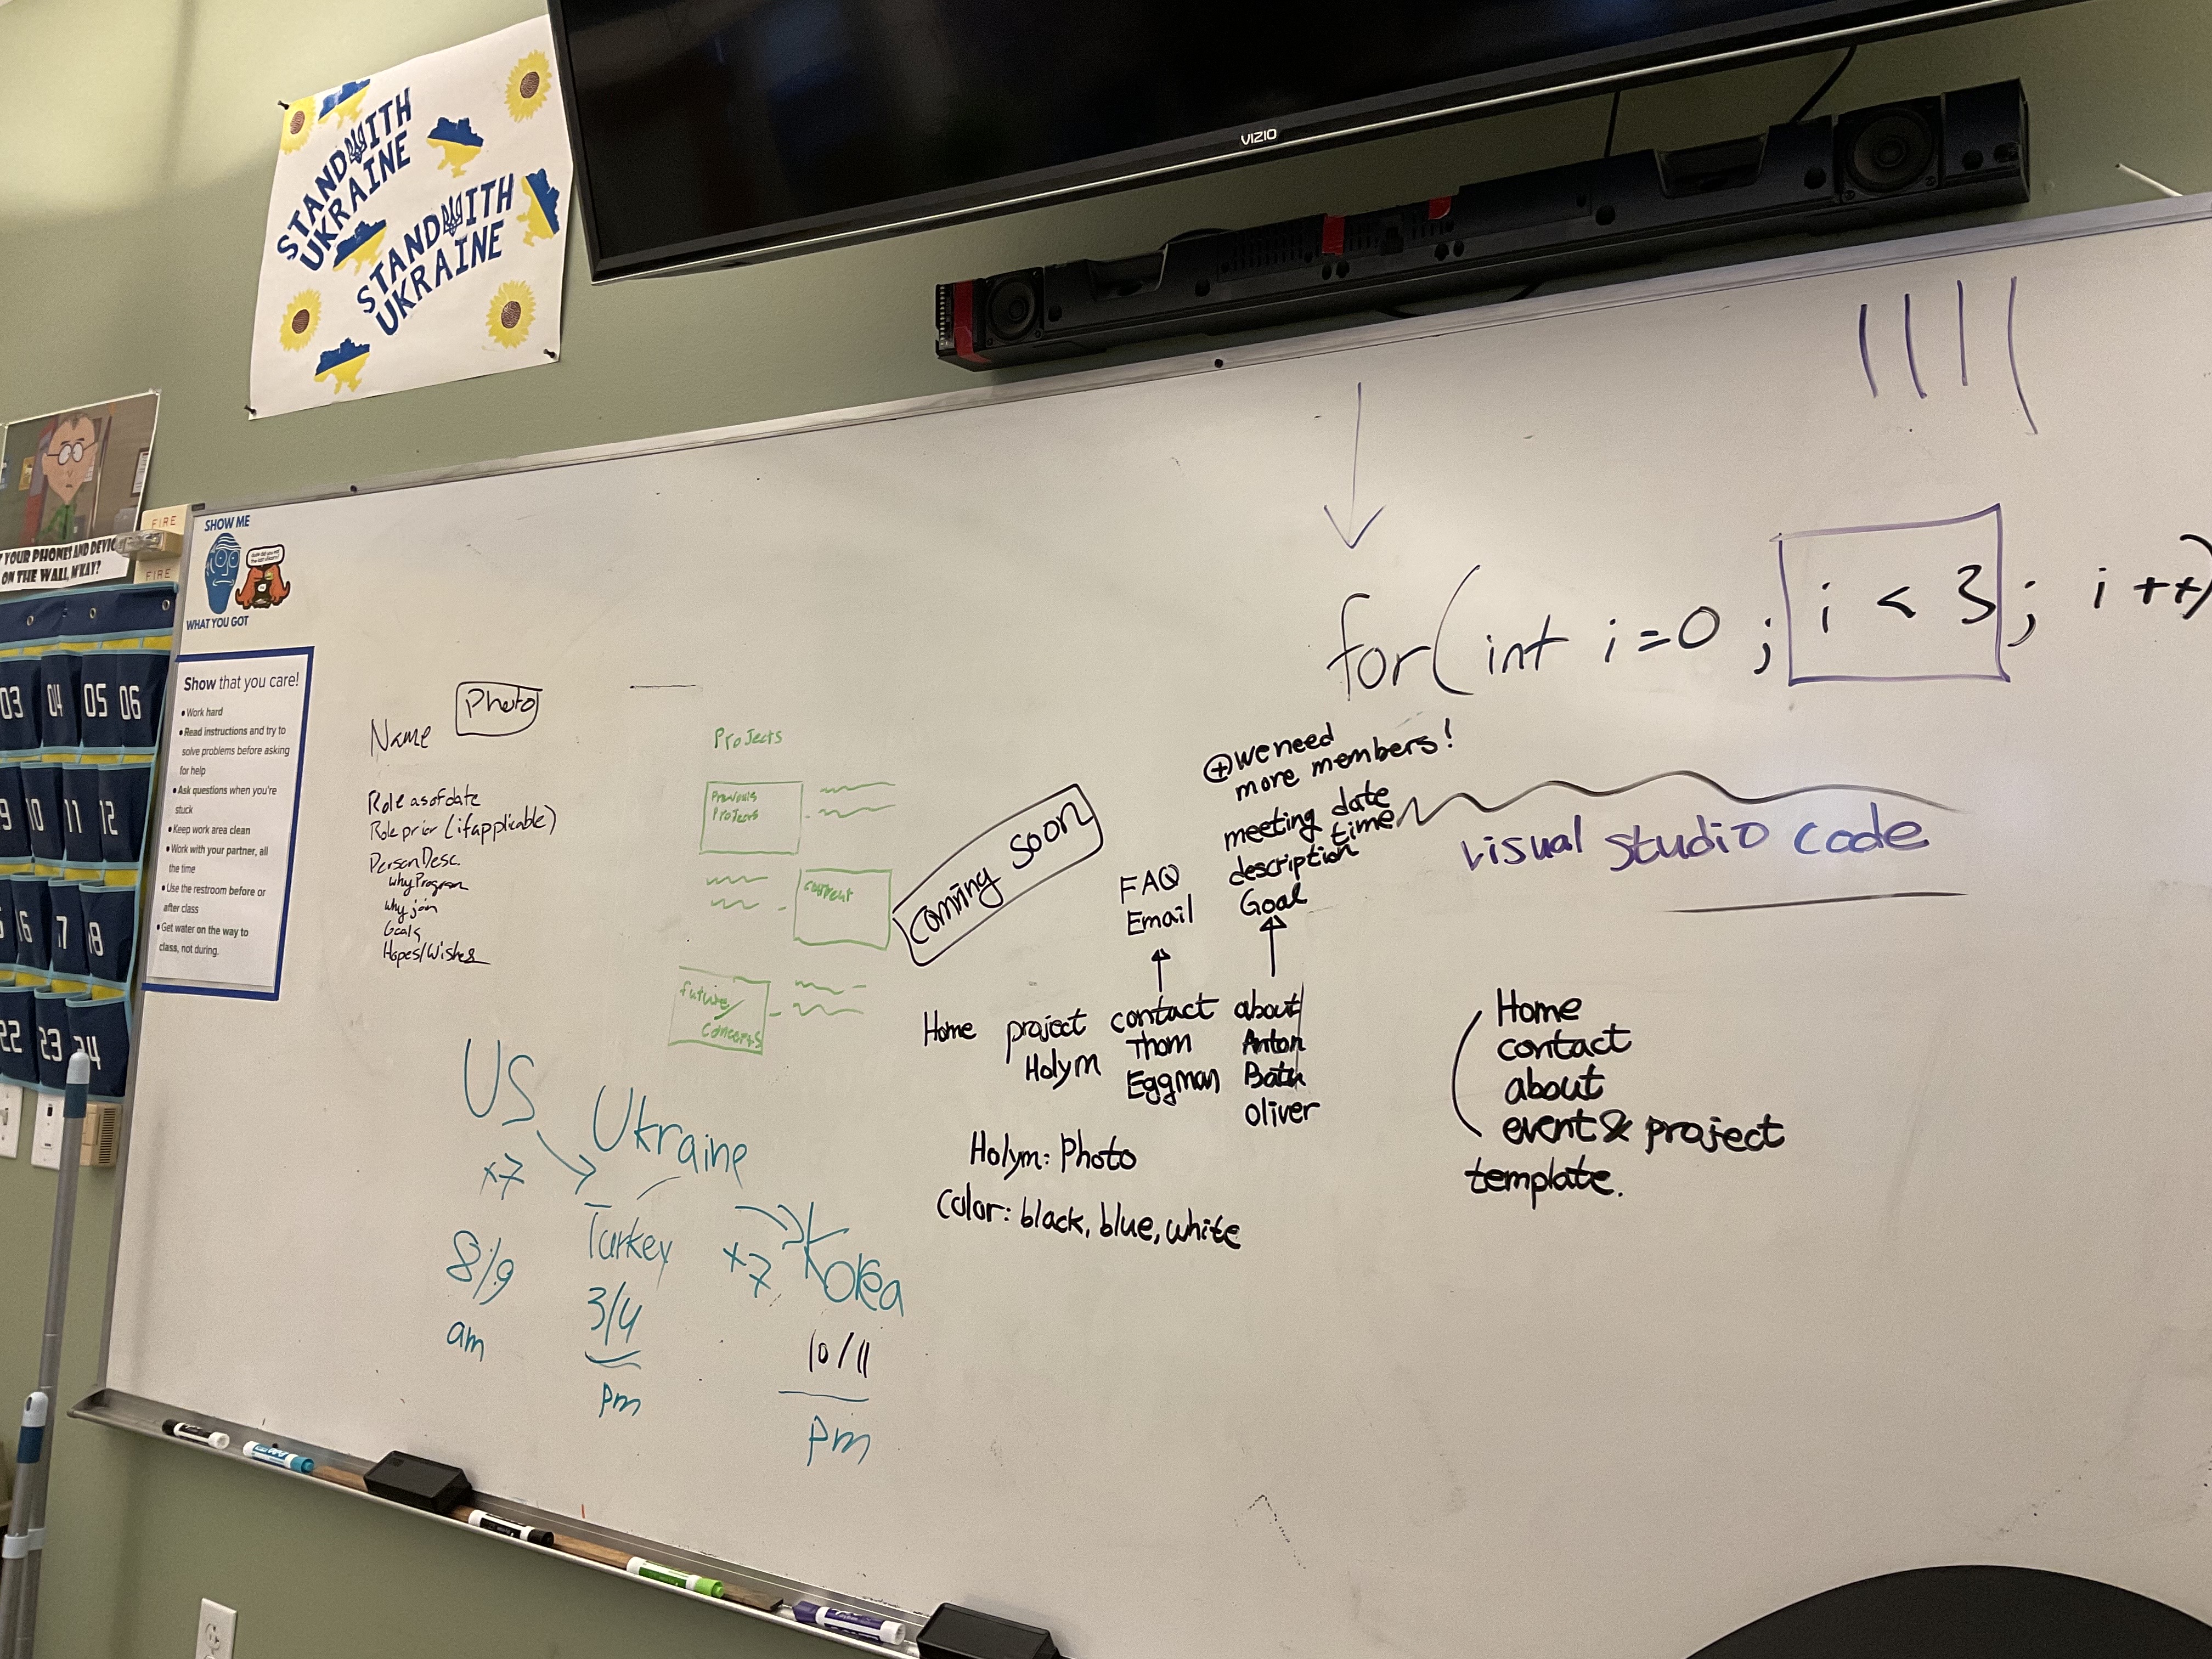 STAND WITH
UKRAINE
STAND WITH
UKRAINE
VIZIO
YOUR PHONES AND DEVIC
ON THE WALL, M'KAY?
FIRE
FIRE
SHOW ME
WHAT YOU GOT
Show that you care!
• Work hard
• Read instructions and try to
solve problems before asking
for help
• Ask questions when you're
stuck
• Keep work area clean
• Work with your partner, all
the time
• Use the restroom before or
after class
• Get water on the way to
class, not during.
03 04 05 06
9 10 11 12
16 17 18
22 23 24
Name
Photo
Role as of date
Role prior (if applicable)
Person Desc.
Why Program
Why join
Goals
Hopes/Wishes
Projects
Previous
Projects
current
future
concepts
Comming soon
for(int i=0 ; i < 3 ; i ++)
⊕ we need
more members!
meeting date
time
description
Goal
FAQ
Email
visual studio code
Home project contact about
Holym
Thom
Eggman
Anton
Batu
oliver
Holym: Photo
Color: black, blue, white
Home
contact
about
event & project
template.
US
Ukraine
+7
Turkey
+7
Korea
8/9
am
3/4
pm
10/11
pm